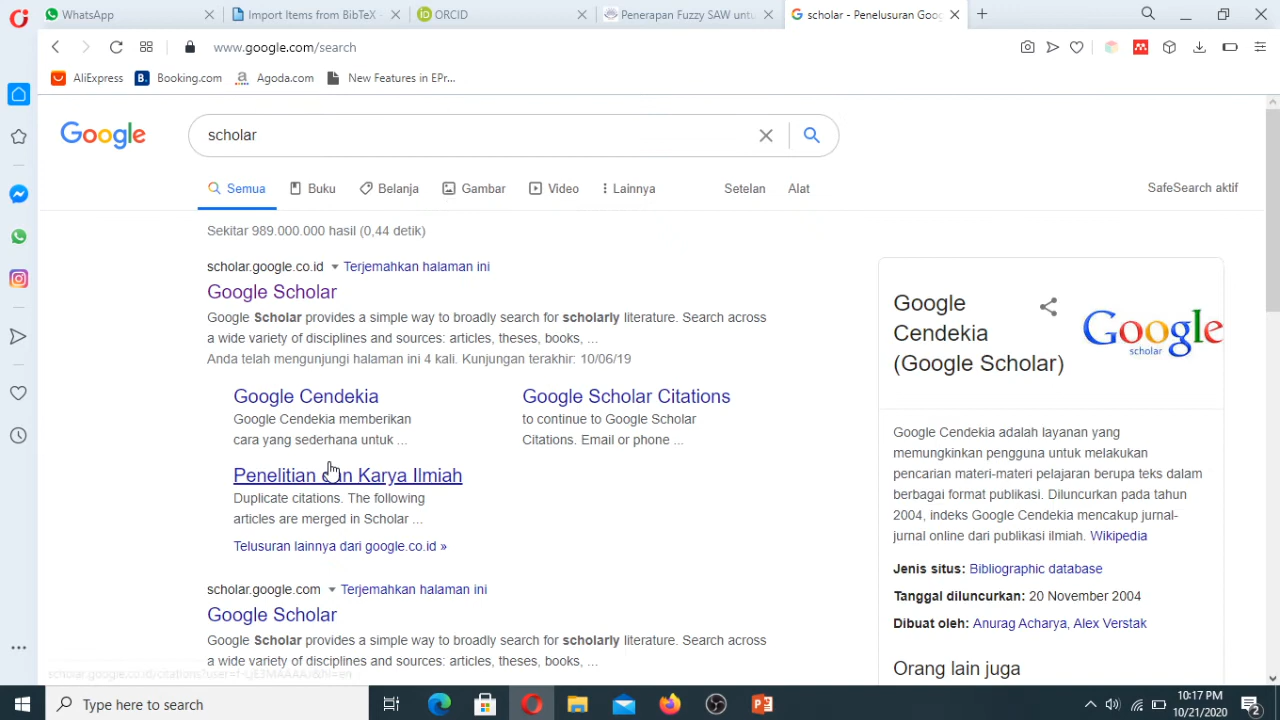 WhatsApp
Import Items from BibTeX -
ORCID
Penerapan Fuzzy SAW untu
scholar - Penelusuran Goog
www.google.com/search
AliExpress
Booking.com
Agoda.com
New Features in EPr...
Google
scholar
Semua
Buku
Belanja
Gambar
Video
Lainnya
Setelan
Alat
SafeSearch aktif
Sekitar 989.000.000 hasil (0,44 detik)
scholar.google.co.id
Terjemahkan halaman ini
Google Scholar
Google Scholar provides a simple way to broadly search for scholarly literature. Search across
a wide variety of disciplines and sources: articles, theses, books, ...
Anda telah mengunjungi halaman ini 4 kali. Kunjungan terakhir: 10/06/19
Google Cendekia
Google Cendekia memberikan
cara yang sederhana untuk ...
Google Scholar Citations
to continue to Google Scholar
Citations. Email or phone ...
Penelitian dan Karya Ilmiah
Duplicate citations. The following
articles are merged in Scholar ...
Telusuran lainnya dari google.co.id »
scholar.google.com
Terjemahkan halaman ini
Google Scholar
Google Scholar provides a simple way to broadly search for scholarly literature. Search across
a wide variety of disciplines and sources: articles, theses, books, ...
Google
Cendekia
(Google Scholar)
Google
scholar
Google Cendekia adalah layanan yang
memungkinkan pengguna untuk melakukan
pencarian materi-materi pelajaran berupa teks dalam
berbagai format publikasi. Diluncurkan pada tahun
2004, indeks Google Cendekia mencakup jurnal-
jurnal online dari publikasi ilmiah. Wikipedia
Jenis situs: Bibliographic database
Tanggal diluncurkan: 20 November 2004
Dibuat oleh: Anurag Acharya, Alex Verstak
Orang lain juga
Type here to search
10:17 PM
10/21/2020
2